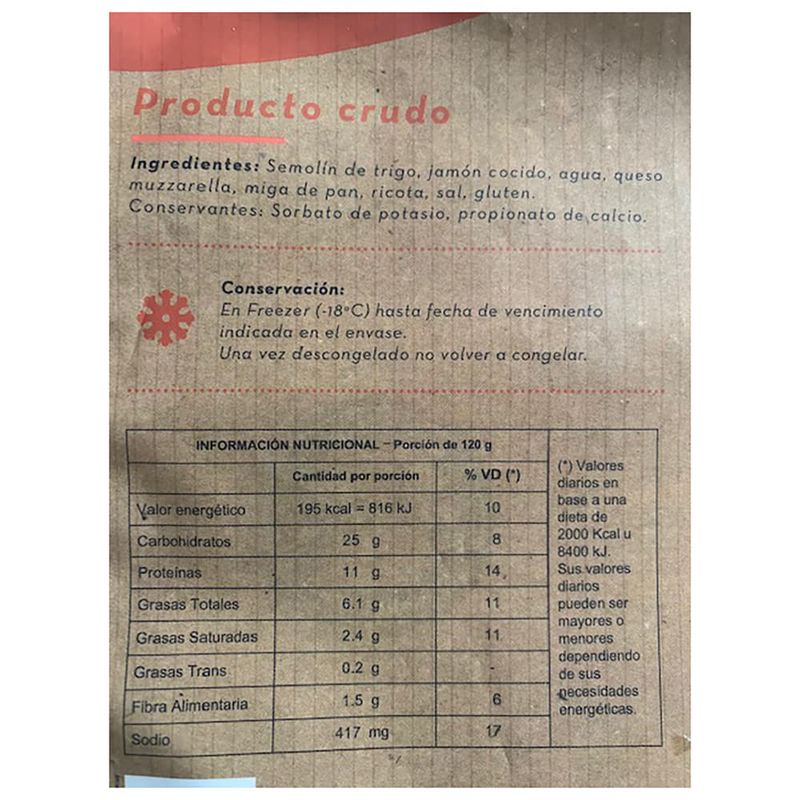 Producto crudo
Ingredientes: Semolín de trigo, jamón cocido, agua, queso
muzzarella, miga de pan, ricota, sal, gluten.
Conservantes: Sorbato de potasio, propionato de calcio.
Conservación:
En Freezer (-18°C) hasta fecha de vencimiento
indicada en el envase.
Una vez descongelado no volver a congelar.
INFORMACIÓN NUTRICIONAL – Porción de 120 g
Cantidad por porción % VD (*)
Valor energético 195 kcal = 816 kJ 10
Carbohidratos 25 g 8
Proteínas 11 g 14
Grasas Totales 6.1 g 11
Grasas Saturadas 2.4 g 11
Grasas Trans 0.2 g -
Fibra Alimentaria 1.5 g 6
Sodio 417 mg 17
(*) Valores
diarios en
base a una
dieta de
2000 Kcal u
8400 kJ.
Sus valores
diarios
pueden ser
mayores o
menores
dependiendo
de sus
necesidades
energéticas.